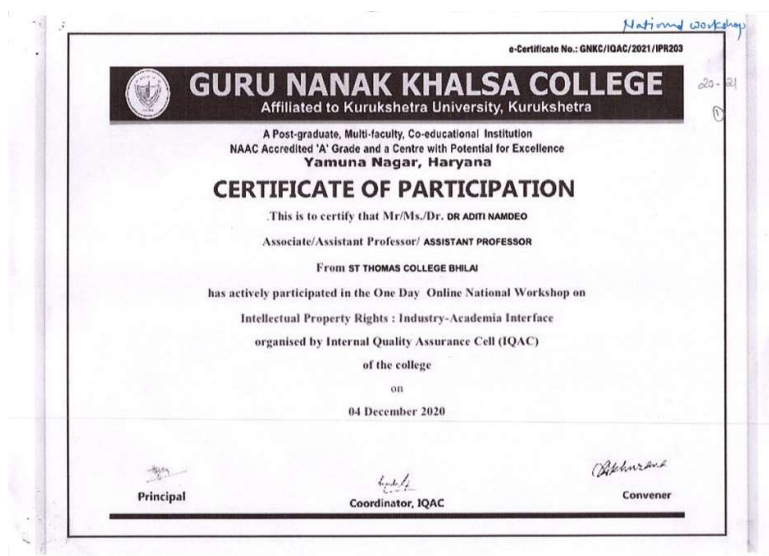 National workshop
e-Certificate No.: GNKC/IQAC/2021/IPR203
20-21
1
GURU NANAK KHALSA COLLEGE
Affiliated to Kurukshetra University, Kurukshetra
A Post-graduate, Multi-faculty, Co-educational Institution
NAAC Accredited 'A' Grade and a Centre with Potential for Excellence
Yamuna Nagar, Haryana
CERTIFICATE OF PARTICIPATION
.This is to certify that Mr/Ms./Dr. DR ADITI NAMDEO
Associate/Assistant Professor/ ASSISTANT PROFESSOR
From ST THOMAS COLLEGE BHILAI
has actively participated in the One Day Online National Workshop on
Intellectual Property Rights : Industry-Academia Interface
organised by Internal Quality Assurance Cell (IQAC)
of the college
on
04 December 2020
Principal
Coordinator, IQAC
Convener